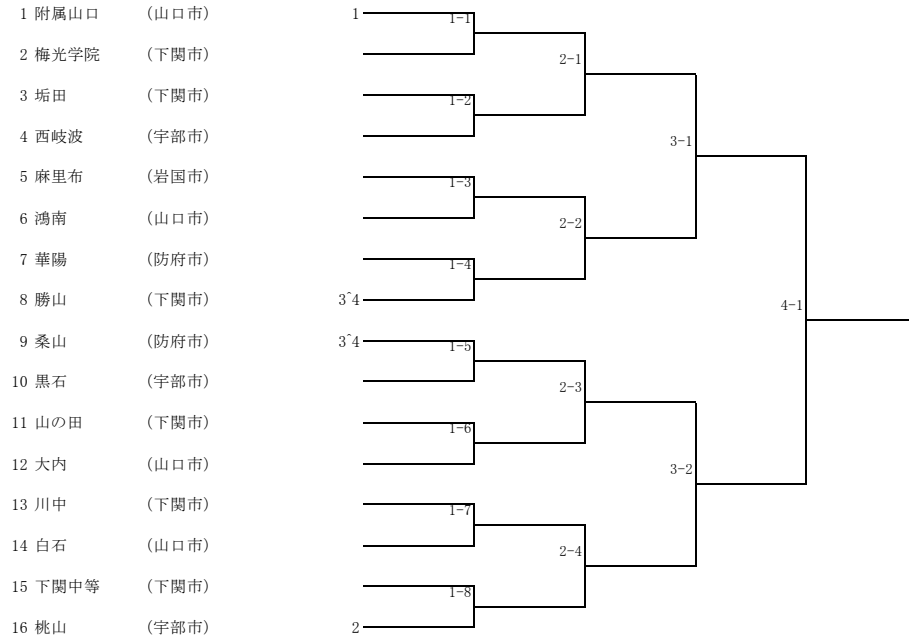 1 附属山口 (山口市) 1
1-1
2 梅光学院 (下関市)
2-1
3 垢田 (下関市)
1-2
4 西岐波 (宇部市)
3-1
5 麻里布 (岩国市)
1-3
6 鴻南 (山口市)
2-2
7 華陽 (防府市)
1-4
8 勝山 (下関市) 3^4
4-1
9 桑山 (防府市) 3^4
1-5
10 黒石 (宇部市)
2-3
11 山の田 (下関市)
1-6
12 大内 (山口市)
3-2
13 川中 (下関市)
1-7
14 白石 (山口市)
2-4
15 下関中等 (下関市)
1-8
16 桃山 (宇部市) 2